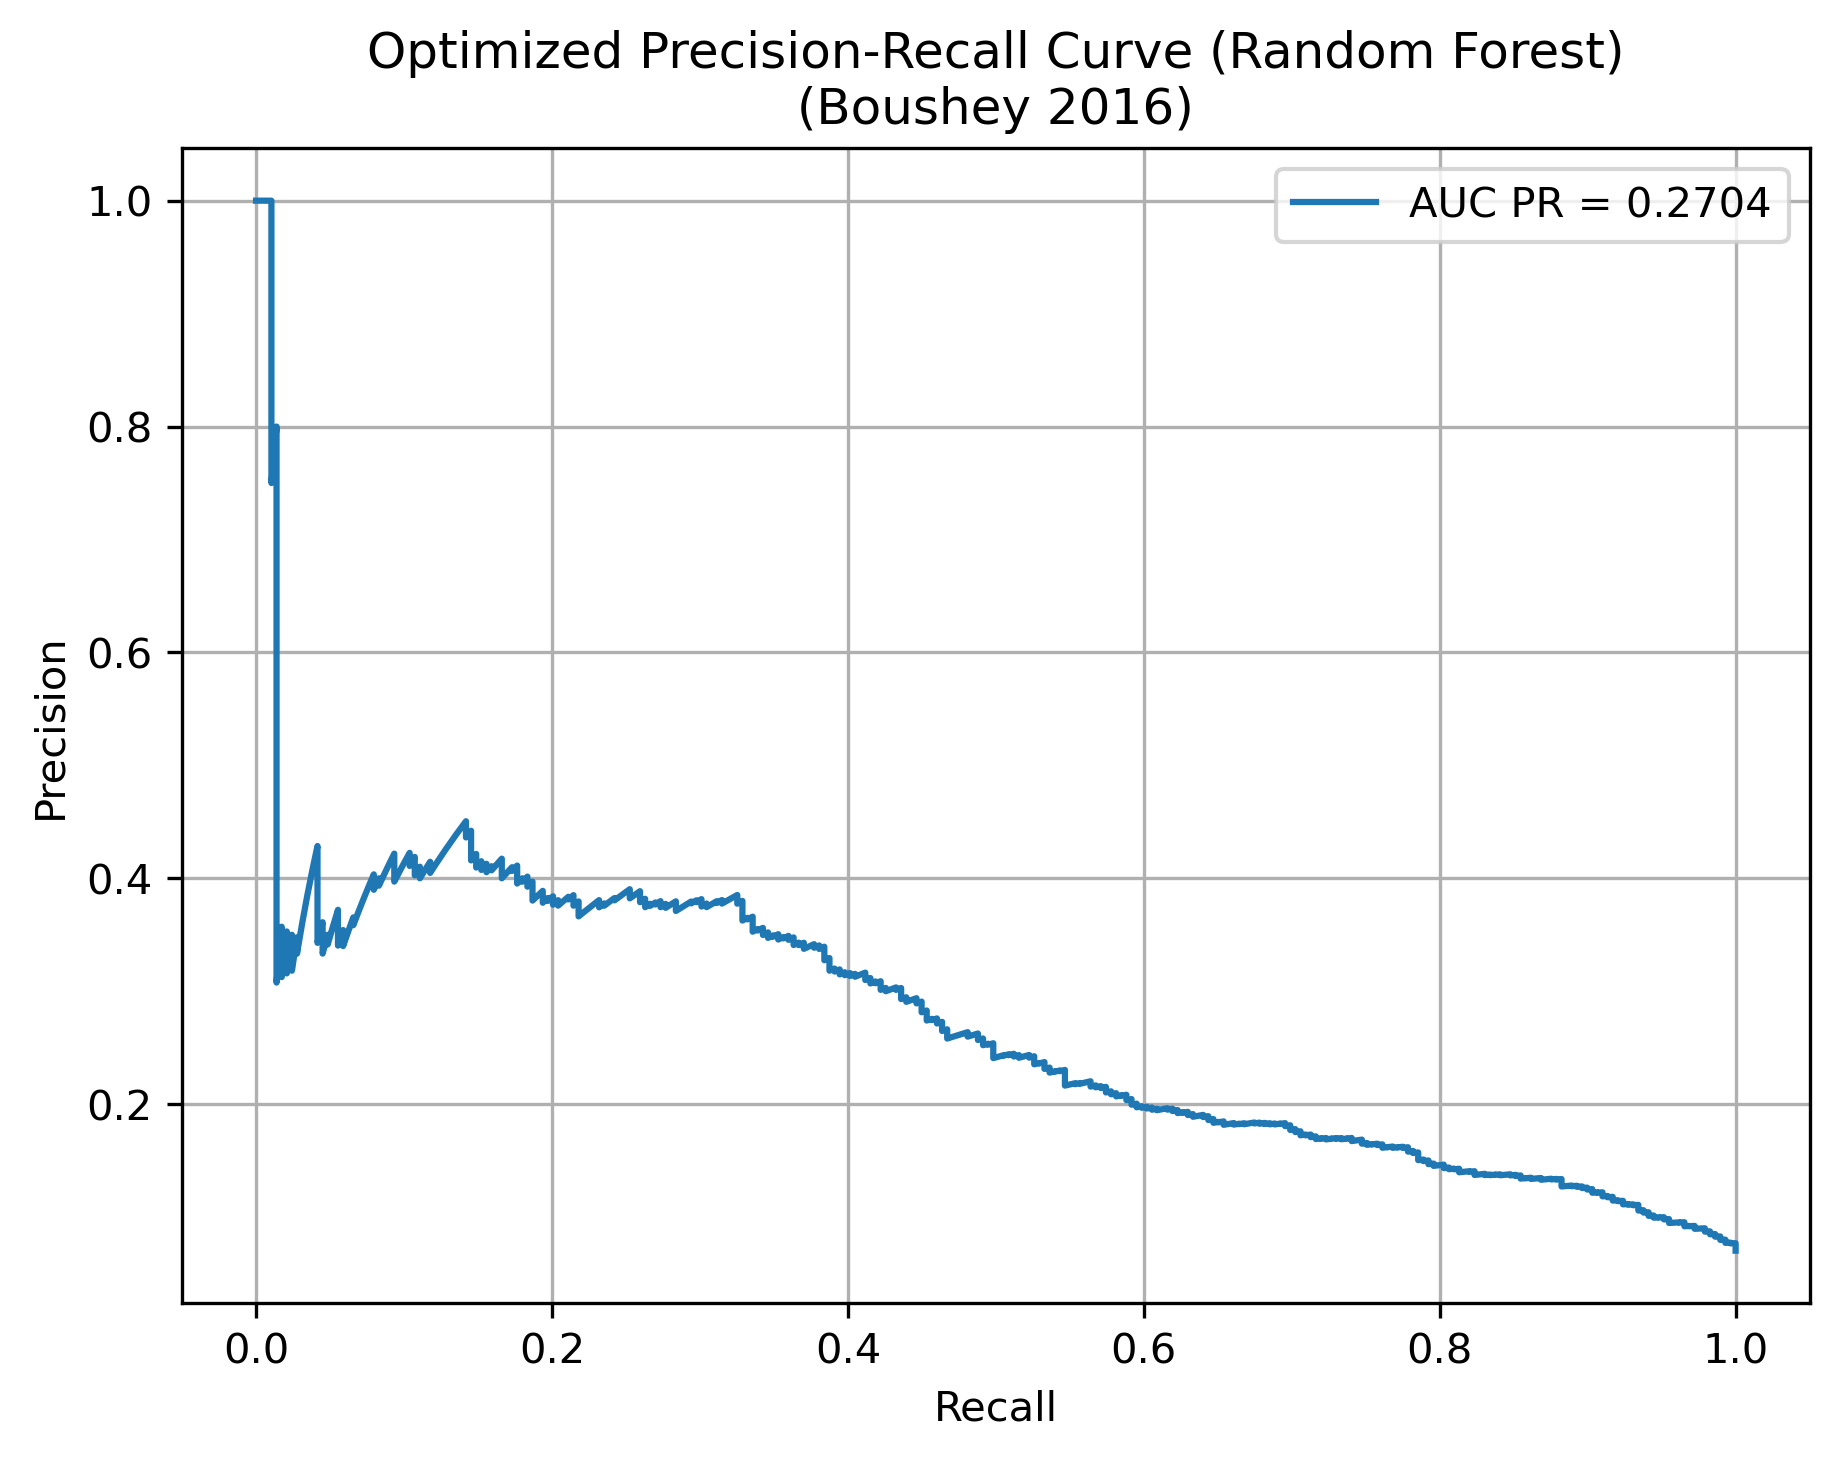 Optimized Precision-Recall Curve (Random Forest)
(Boushey 2016)
AUC PR = 0.2704
1.0
0.8
0.6
0.4
0.2
Precision
0.0 0.2 0.4 0.6 0.8 1.0
Recall